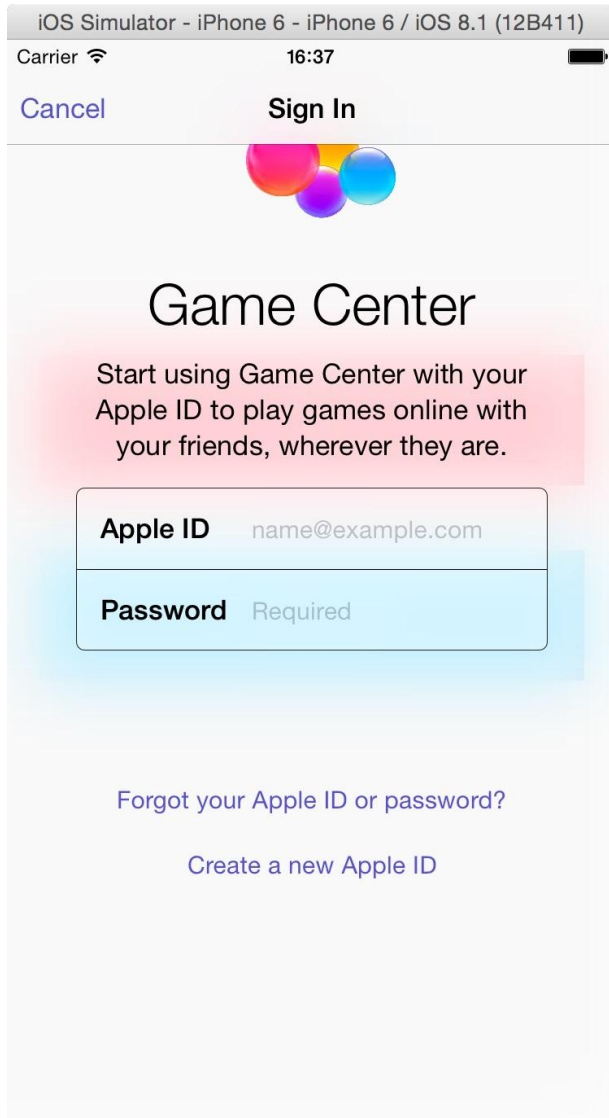 iOS Simulator - iPhone 6 - iPhone 6 / iOS 8.1 (12B411)
Carrier 16:37
Cancel Sign In
Game Center
Start using Game Center with your
Apple ID to play games online with
your friends, wherever they are.
Apple ID name@example.com
Password Required
Forgot your Apple ID or password?
Create a new Apple ID